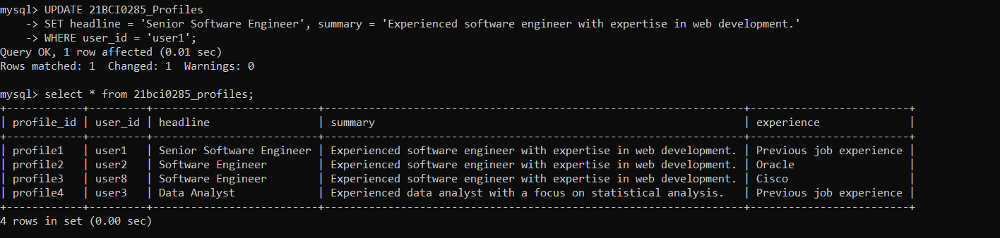 mysql> UPDATE 21BCI0285_Profiles
    -> SET headline = 'Senior Software Engineer', summary = 'Experienced software engineer with expertise in web development.'
    -> WHERE user_id = 'user1';
Query OK, 1 row affected (0.01 sec)
Rows matched: 1  Changed: 1  Warnings: 0

mysql> select * from 21bci0285_profiles;
+------------+---------+--------------------------+------------------------------------------------------------------+-------------------------+
| profile_id | user_id | headline                 | summary                                                          | experience              |
+------------+---------+--------------------------+------------------------------------------------------------------+-------------------------+
| profile1   | user1   | Senior Software Engineer | Experienced software engineer with expertise in web development. | Previous job experience |
| profile2   | user2   | Software Engineer        | Experienced software engineer with expertise in web development. | Oracle                  |
| profile3   | user8   | Software Engineer        | Experienced software engineer with expertise in web development. | Cisco                   |
| profile4   | user3   | Data Analyst             | Experienced data analyst with a focus on statistical analysis.   | Previous job experience |
+------------+---------+--------------------------+------------------------------------------------------------------+-------------------------+
4 rows in set (0.00 sec)